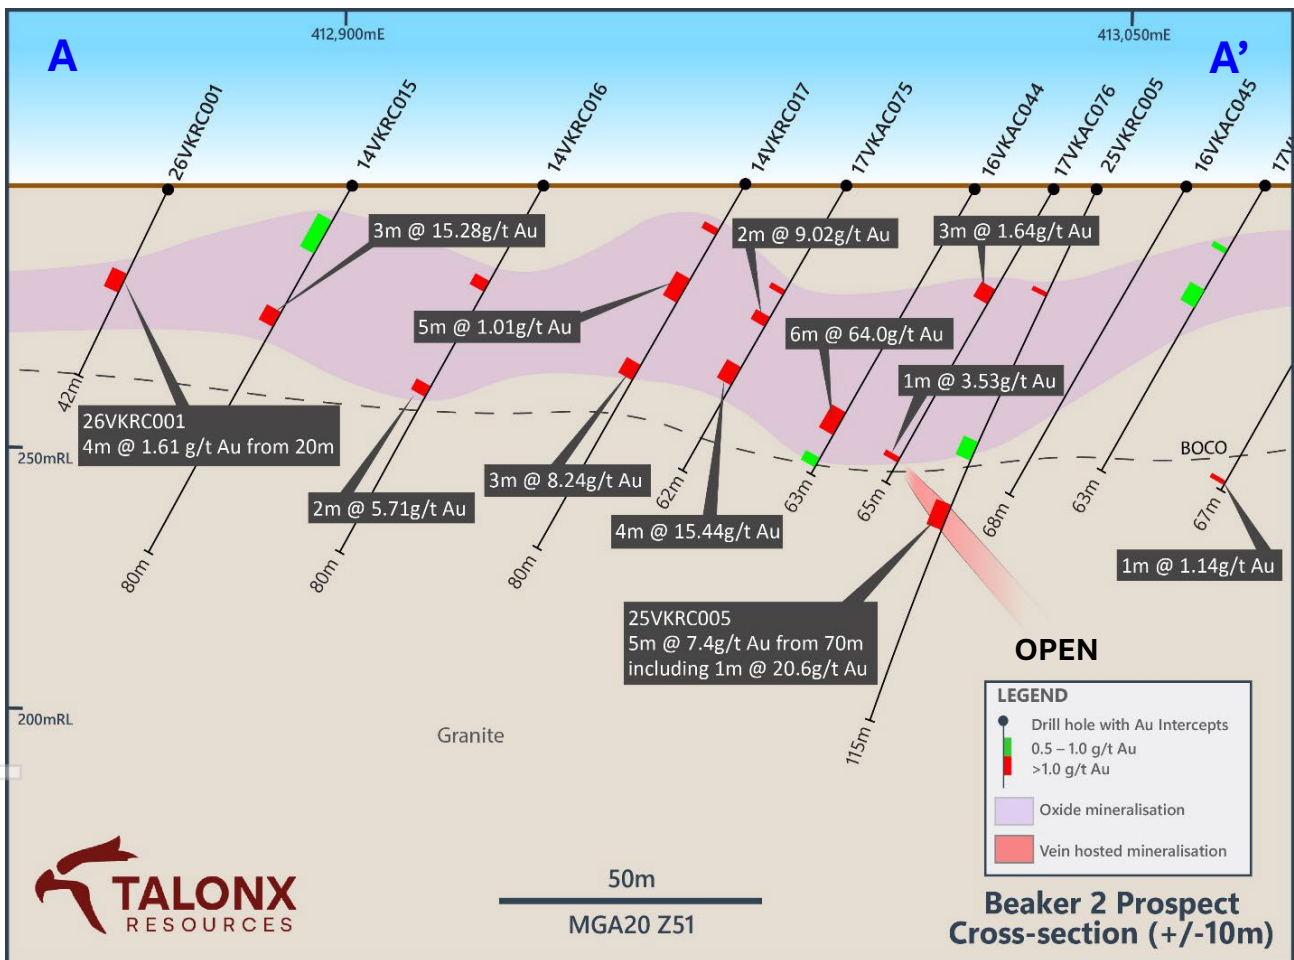 412,900mE
413,050mE
A
A’
26VKRC001
14VKRC015
14VKRC016
14VKRC017
17VKAC075
16VKAC044
17VKAC076
25VKRC005
16VKAC045
3m @ 15.28g/t Au
2m @ 9.02g/t Au
3m @ 1.64g/t Au
5m @ 1.01g/t Au
6m @ 64.0g/t Au
1m @ 3.53g/t Au
42m
26VKRC001
4m @ 1.61 g/t Au from 20m
250mRL
BOCO
3m @ 8.24g/t Au
2m @ 5.71g/t Au
4m @ 15.44g/t Au
62m
63m
65m
68m
63m
67m
80m
80m
80m
1m @ 1.14g/t Au
25VKRC005
5m @ 7.4g/t Au from 70m
including 1m @ 20.6g/t Au
OPEN
115m
200mRL
Granite
LEGEND
Drill hole with Au Intercepts
0.5 – 1.0 g/t Au
>1.0 g/t Au
Oxide mineralisation
Vein hosted mineralisation
TALONX
RESOURCES
50m
MGA20 Z51
Beaker 2 Prospect
Cross-section (+/-10m)